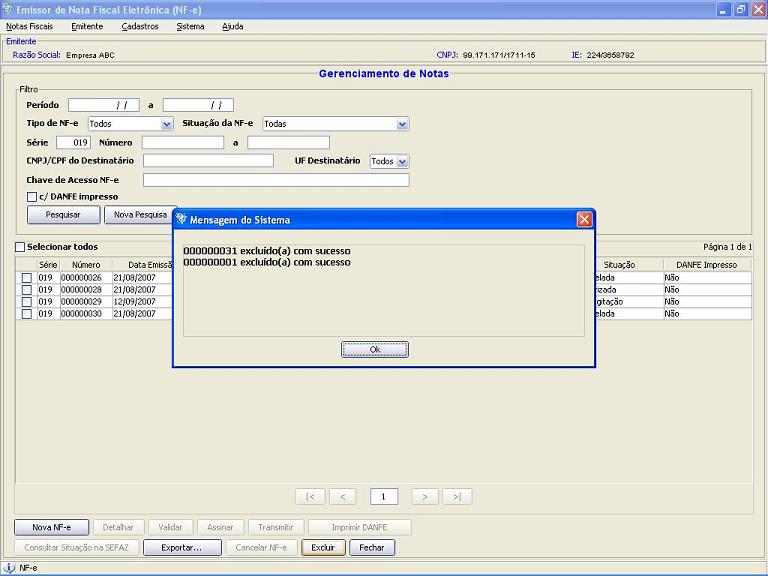 Emissor de Nota Fiscal Eletrônica (NF-e)
Notas Fiscais Emitente Cadastros Sistema Ajuda
Emitente
Razão Social: Empresa ABC CNPJ: 99.171.171/1711-15 IE: 224/3658792
Gerenciamento de Notas
Filtro
Período / / a / /
Tipo de NF-e Todos Situação da NF-e Todas
Série 019 Número a
CNPJ/CPF do Destinatário UF Destinatário Todos
Chave de Acesso NF-e
c/ DANFE impresso
Pesquisar Nova Pesquisa
Mensagem do Sistema
000000031 excluído(a) com sucesso
000000001 excluído(a) com sucesso
Ok
Selecionar todos Página 1 de 1
Série Número Data Emissã Situação DANFE Impresso
019 000000026 21/08/2007 elada Não
019 000000028 21/08/2007 rizada Não
019 000000029 12/09/2007 gitação Não
019 000000030 21/08/2007 elada Não
|< < 1 > >|
Nova NF-e Detalhar Validar Assinar Transmitir Imprimir DANFE
Consultar Situação na SEFAZ Exportar... Cancelar NF-e Excluir Fechar
NF-e